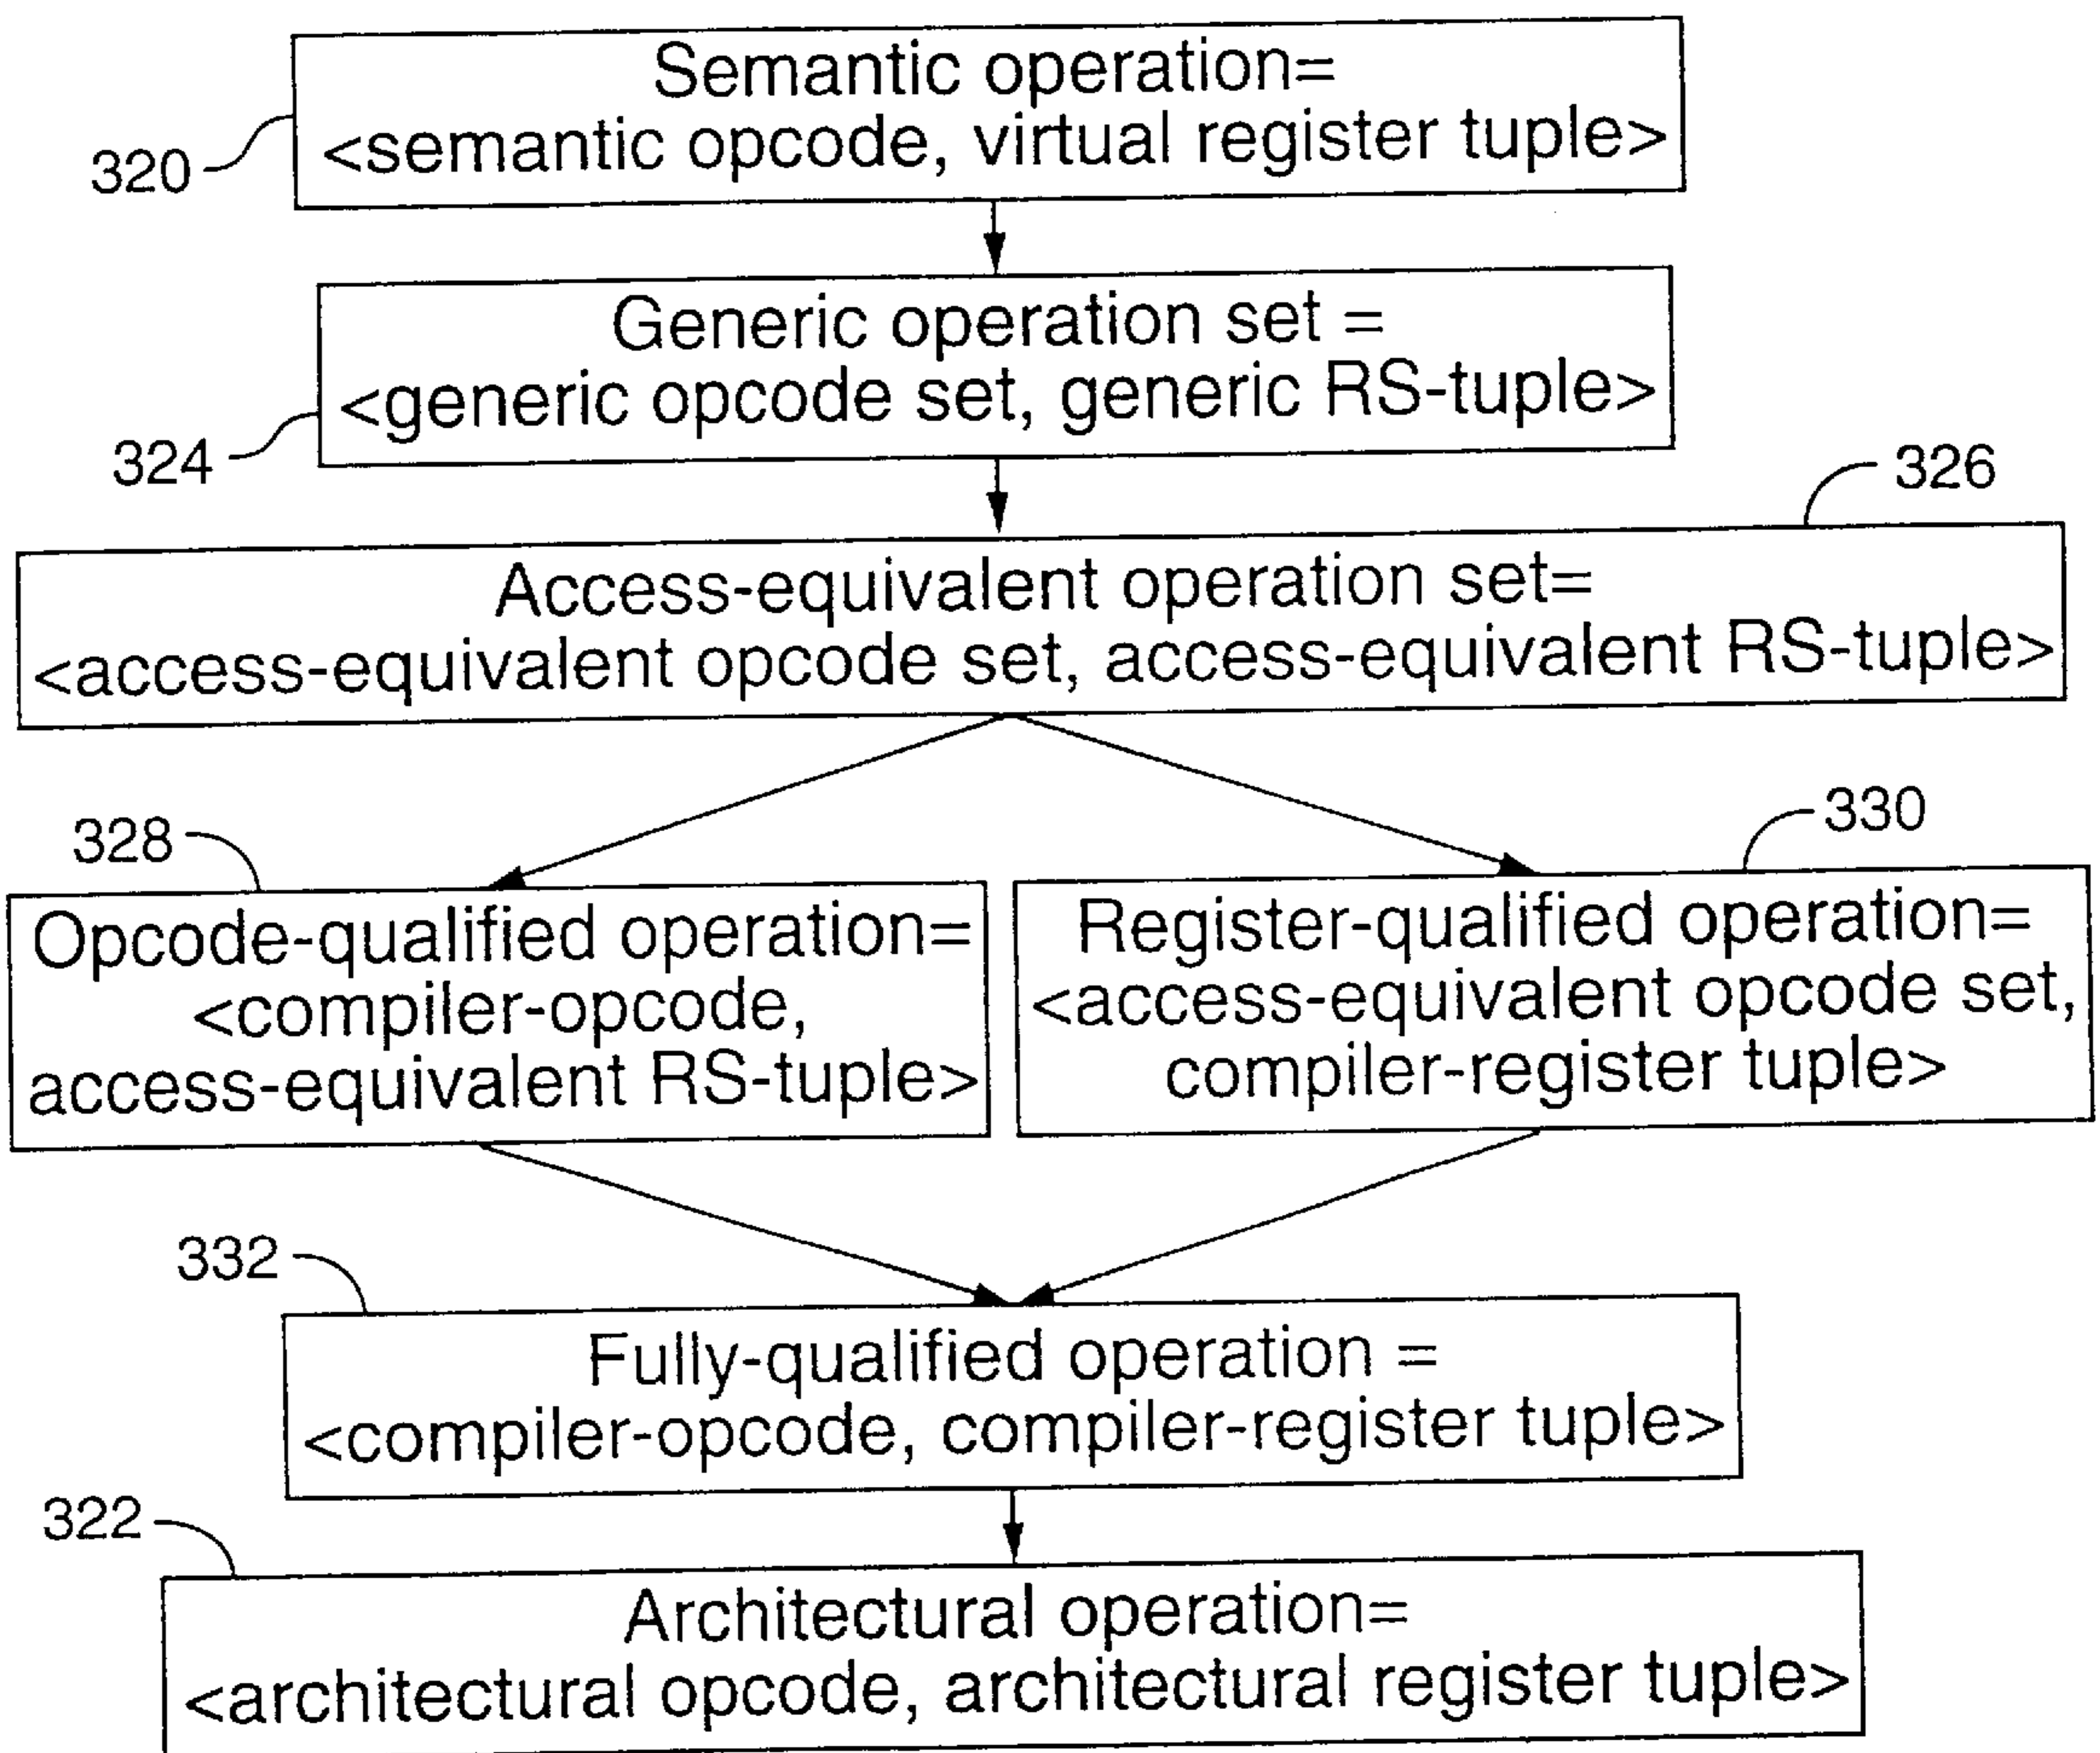 Semantic operation=
<semantic opcode, virtual register tuple>
320
Generic operation set =
<generic opcode set, generic RS-tuple>
324
326
Access-equivalent operation set=
<access-equivalent opcode set, access-equivalent RS-tuple>
328
330
Opcode-qualified operation=
<compiler-opcode,
access-equivalent RS-tuple>
Register-qualified operation=
<access-equivalent opcode set,
compiler-register tuple>
332
Fully-qualified operation =
<compiler-opcode, compiler-register tuple>
322
Architectural operation=
<architectural opcode, architectural register tuple>